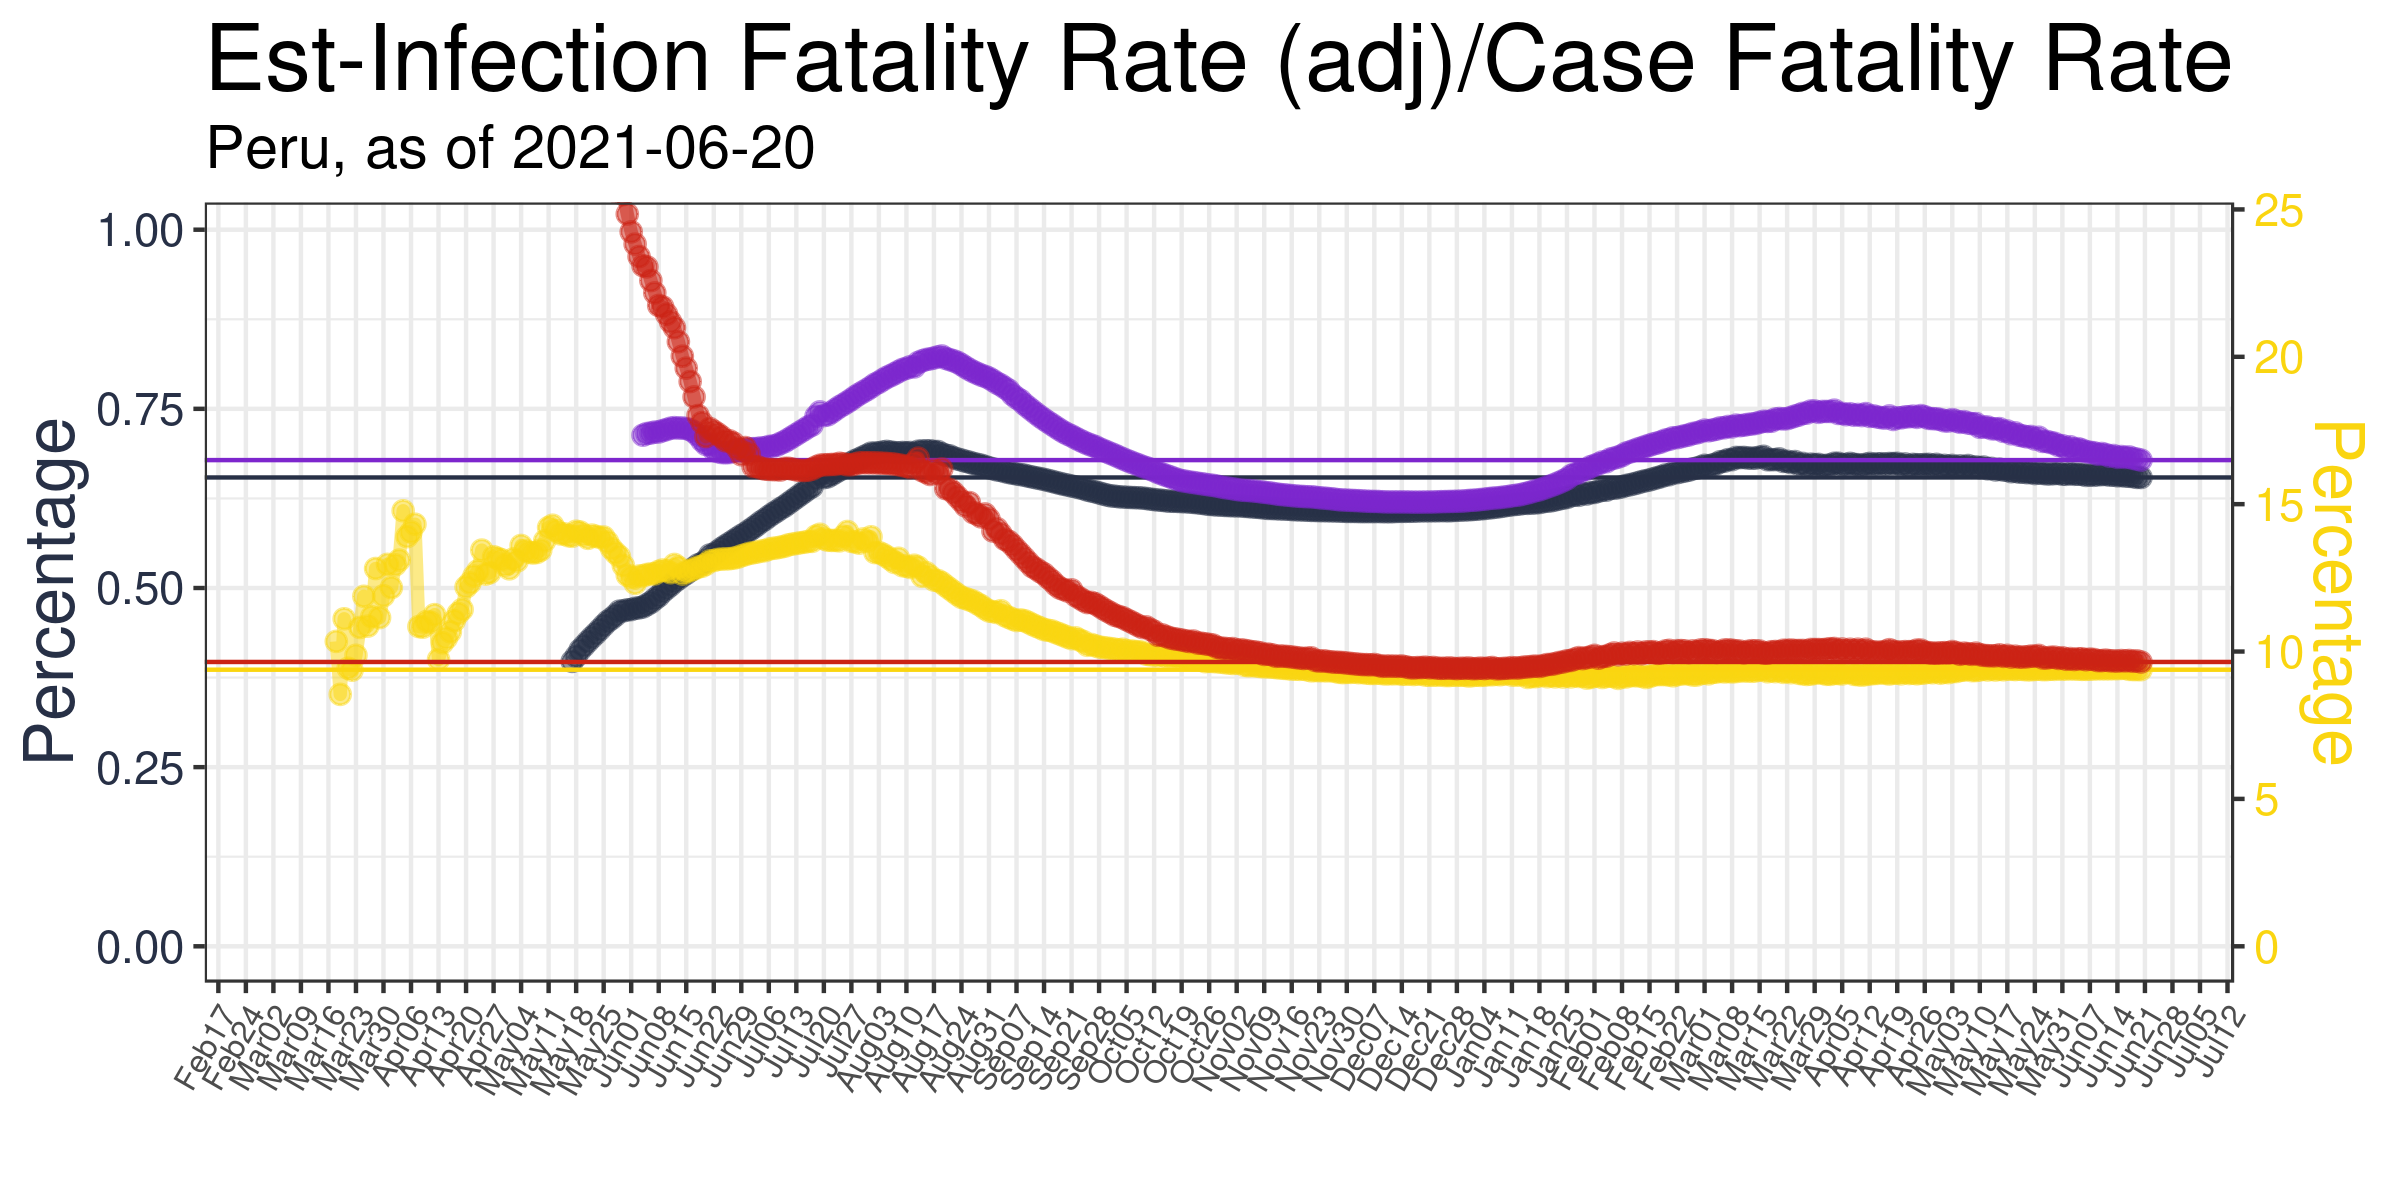 Est-Infection Fatality Rate (adj)/Case Fatality Rate
Peru, as of 2021-06-20
Percentage
1.00
0.75
0.50
0.25
0.00
25
20
15
10
5
0
Percentage
Feb17
Feb24
Mar02
Mar09
Mar16
Mar23
Mar30
Apr06
Apr13
Apr20
Apr27
May04
May11
May18
May25
Jun01
Jun08
Jun15
Jun22
Jun29
Jul06
Jul13
Jul20
Jul27
Aug03
Aug10
Aug17
Aug24
Aug31
Sep07
Sep14
Sep21
Sep28
Oct05
Oct12
Oct19
Oct26
Nov02
Nov09
Nov16
Nov23
Nov30
Dec07
Dec14
Dec21
Dec28
Jan04
Jan11
Jan18
Jan25
Feb01
Feb08
Feb15
Feb22
Mar01
Mar08
Mar15
Mar22
Mar29
Apr05
Apr12
Apr19
Apr26
May03
May10
May17
May24
May31
Jun07
Jun14
Jun21
Jun28
Jul05
Jul12